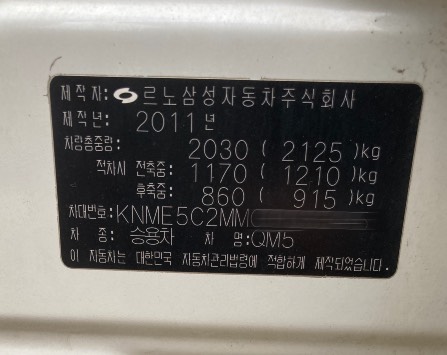 제작자: 르노삼성자동차주식회사
제작년: 2011년
차량총중량: 2030 ( 2125)kg
적차시 전축중: 1170 ( 1210)kg
후축중: 860 ( 915)kg
차대번호: KNME5C2MM
차 종: 승용차 차 명: QM5
이 자동차는 대한민국 자동차관리법령에 적합하게 제작되었습니다.